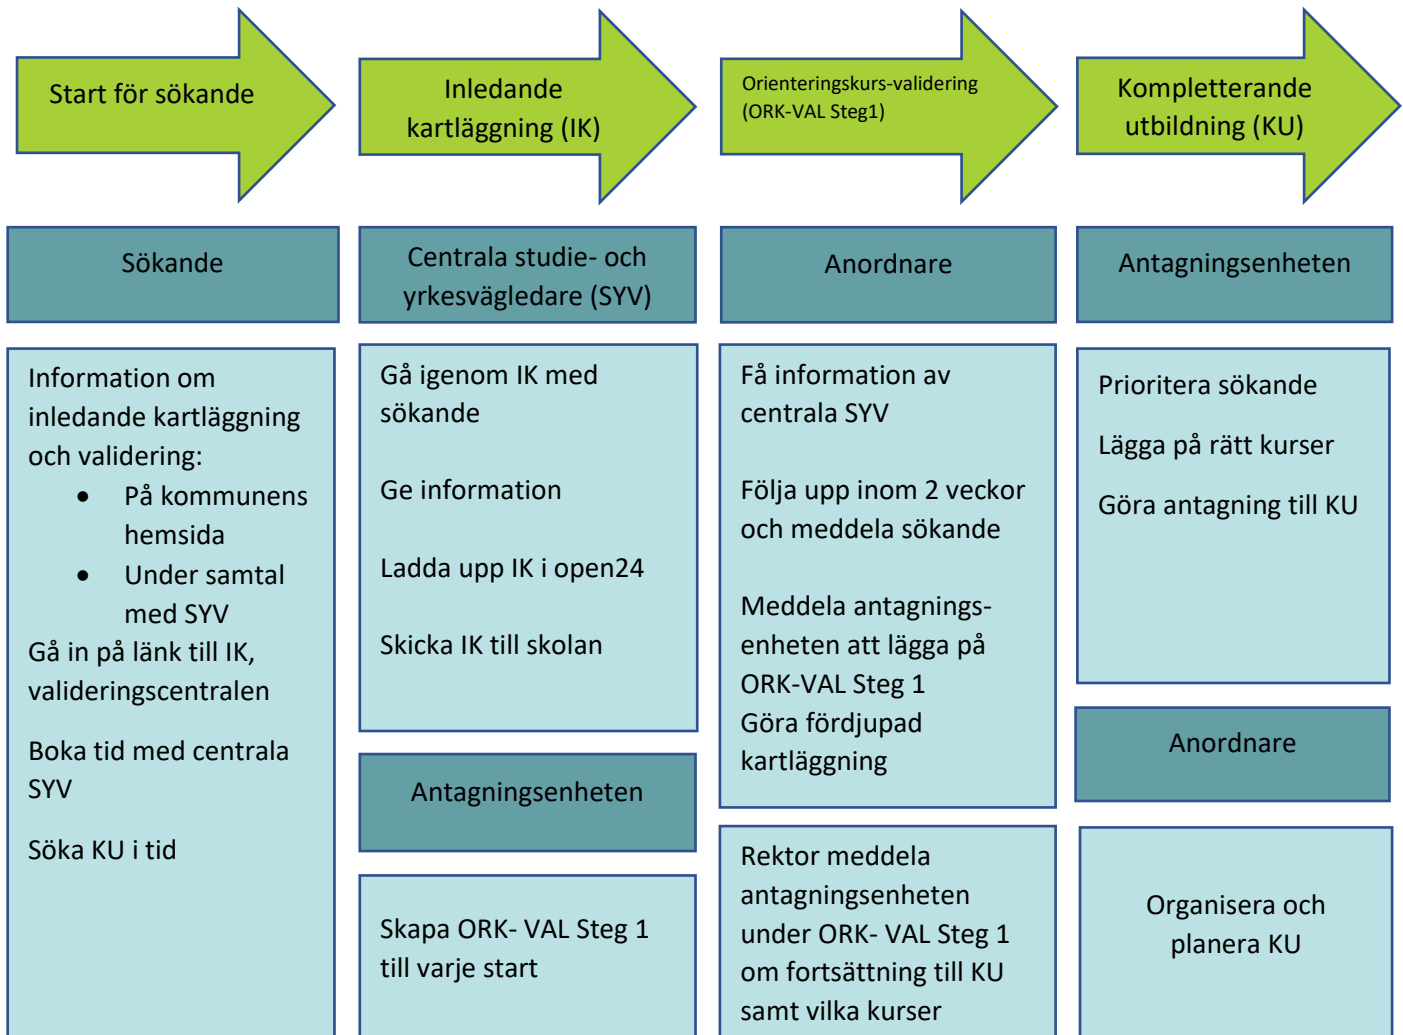 Start för sökande
Inledande
kartläggning (IK)
Orienteringskurs-validering
(ORK-VAL Steg1)
Kompletterande
utbildning (KU)
Sökande
Centrala studie- och
yrkesvägledare (SYV)
Anordnare
Antagningsenheten
Information om
inledande kartläggning
och validering:
• På kommunens
hemsida
• Under samtal
med SYV
Gå in på länk till IK,
valideringscentralen
Boka tid med centrala
SYV
Söka KU i tid
Gå igenom IK med
sökande
Ge information
Ladda upp IK i open24
Skicka IK till skolan
Antagningsenheten
Skapa ORK- VAL Steg 1
till varje start
Få information av
centrala SYV
Följa upp inom 2 veckor
och meddela sökande
Meddela antagnings-
enheten att lägga på
ORK-VAL Steg 1
Göra fördjupad
kartläggning
Rektor meddela
antagningsenheten
under ORK- VAL Steg 1
om fortsättning till KU
samt vilka kurser
Prioritera sökande
Lägga på rätt kurser
Göra antagning till KU
Anordnare
Organisera och
planera KU